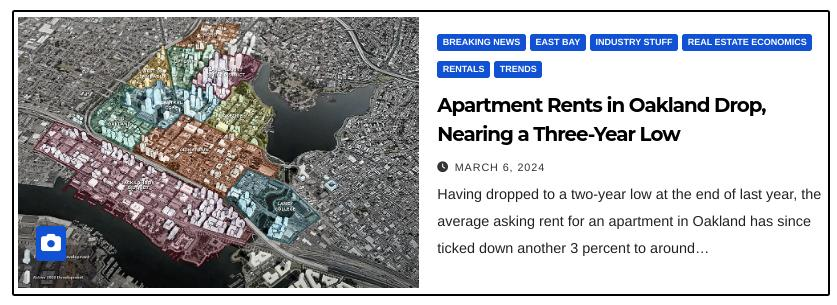 BREAKING NEWS EAST BAY INDUSTRY STUFF REAL ESTATE ECONOMICS
RENTALS TRENDS
Apartment Rents in Oakland Drop,
Nearing a Three-Year Low
MARCH 6, 2024
Having dropped to a two-year low at the end of last year, the
average asking rent for an apartment in Oakland has since
ticked down another 3 percent to around…
LANEY
COLLEGE